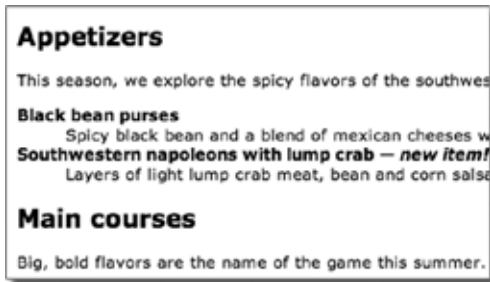 Appetizers
This season, we explore the spicy flavors of the southwes
Black bean purses
Spicy black bean and a blend of mexican cheeses w
Southwestern napoleons with lump crab — new item!
Layers of light lump crab meat, bean and corn salsa
Main courses
Big, bold flavors are the name of the game this summer.